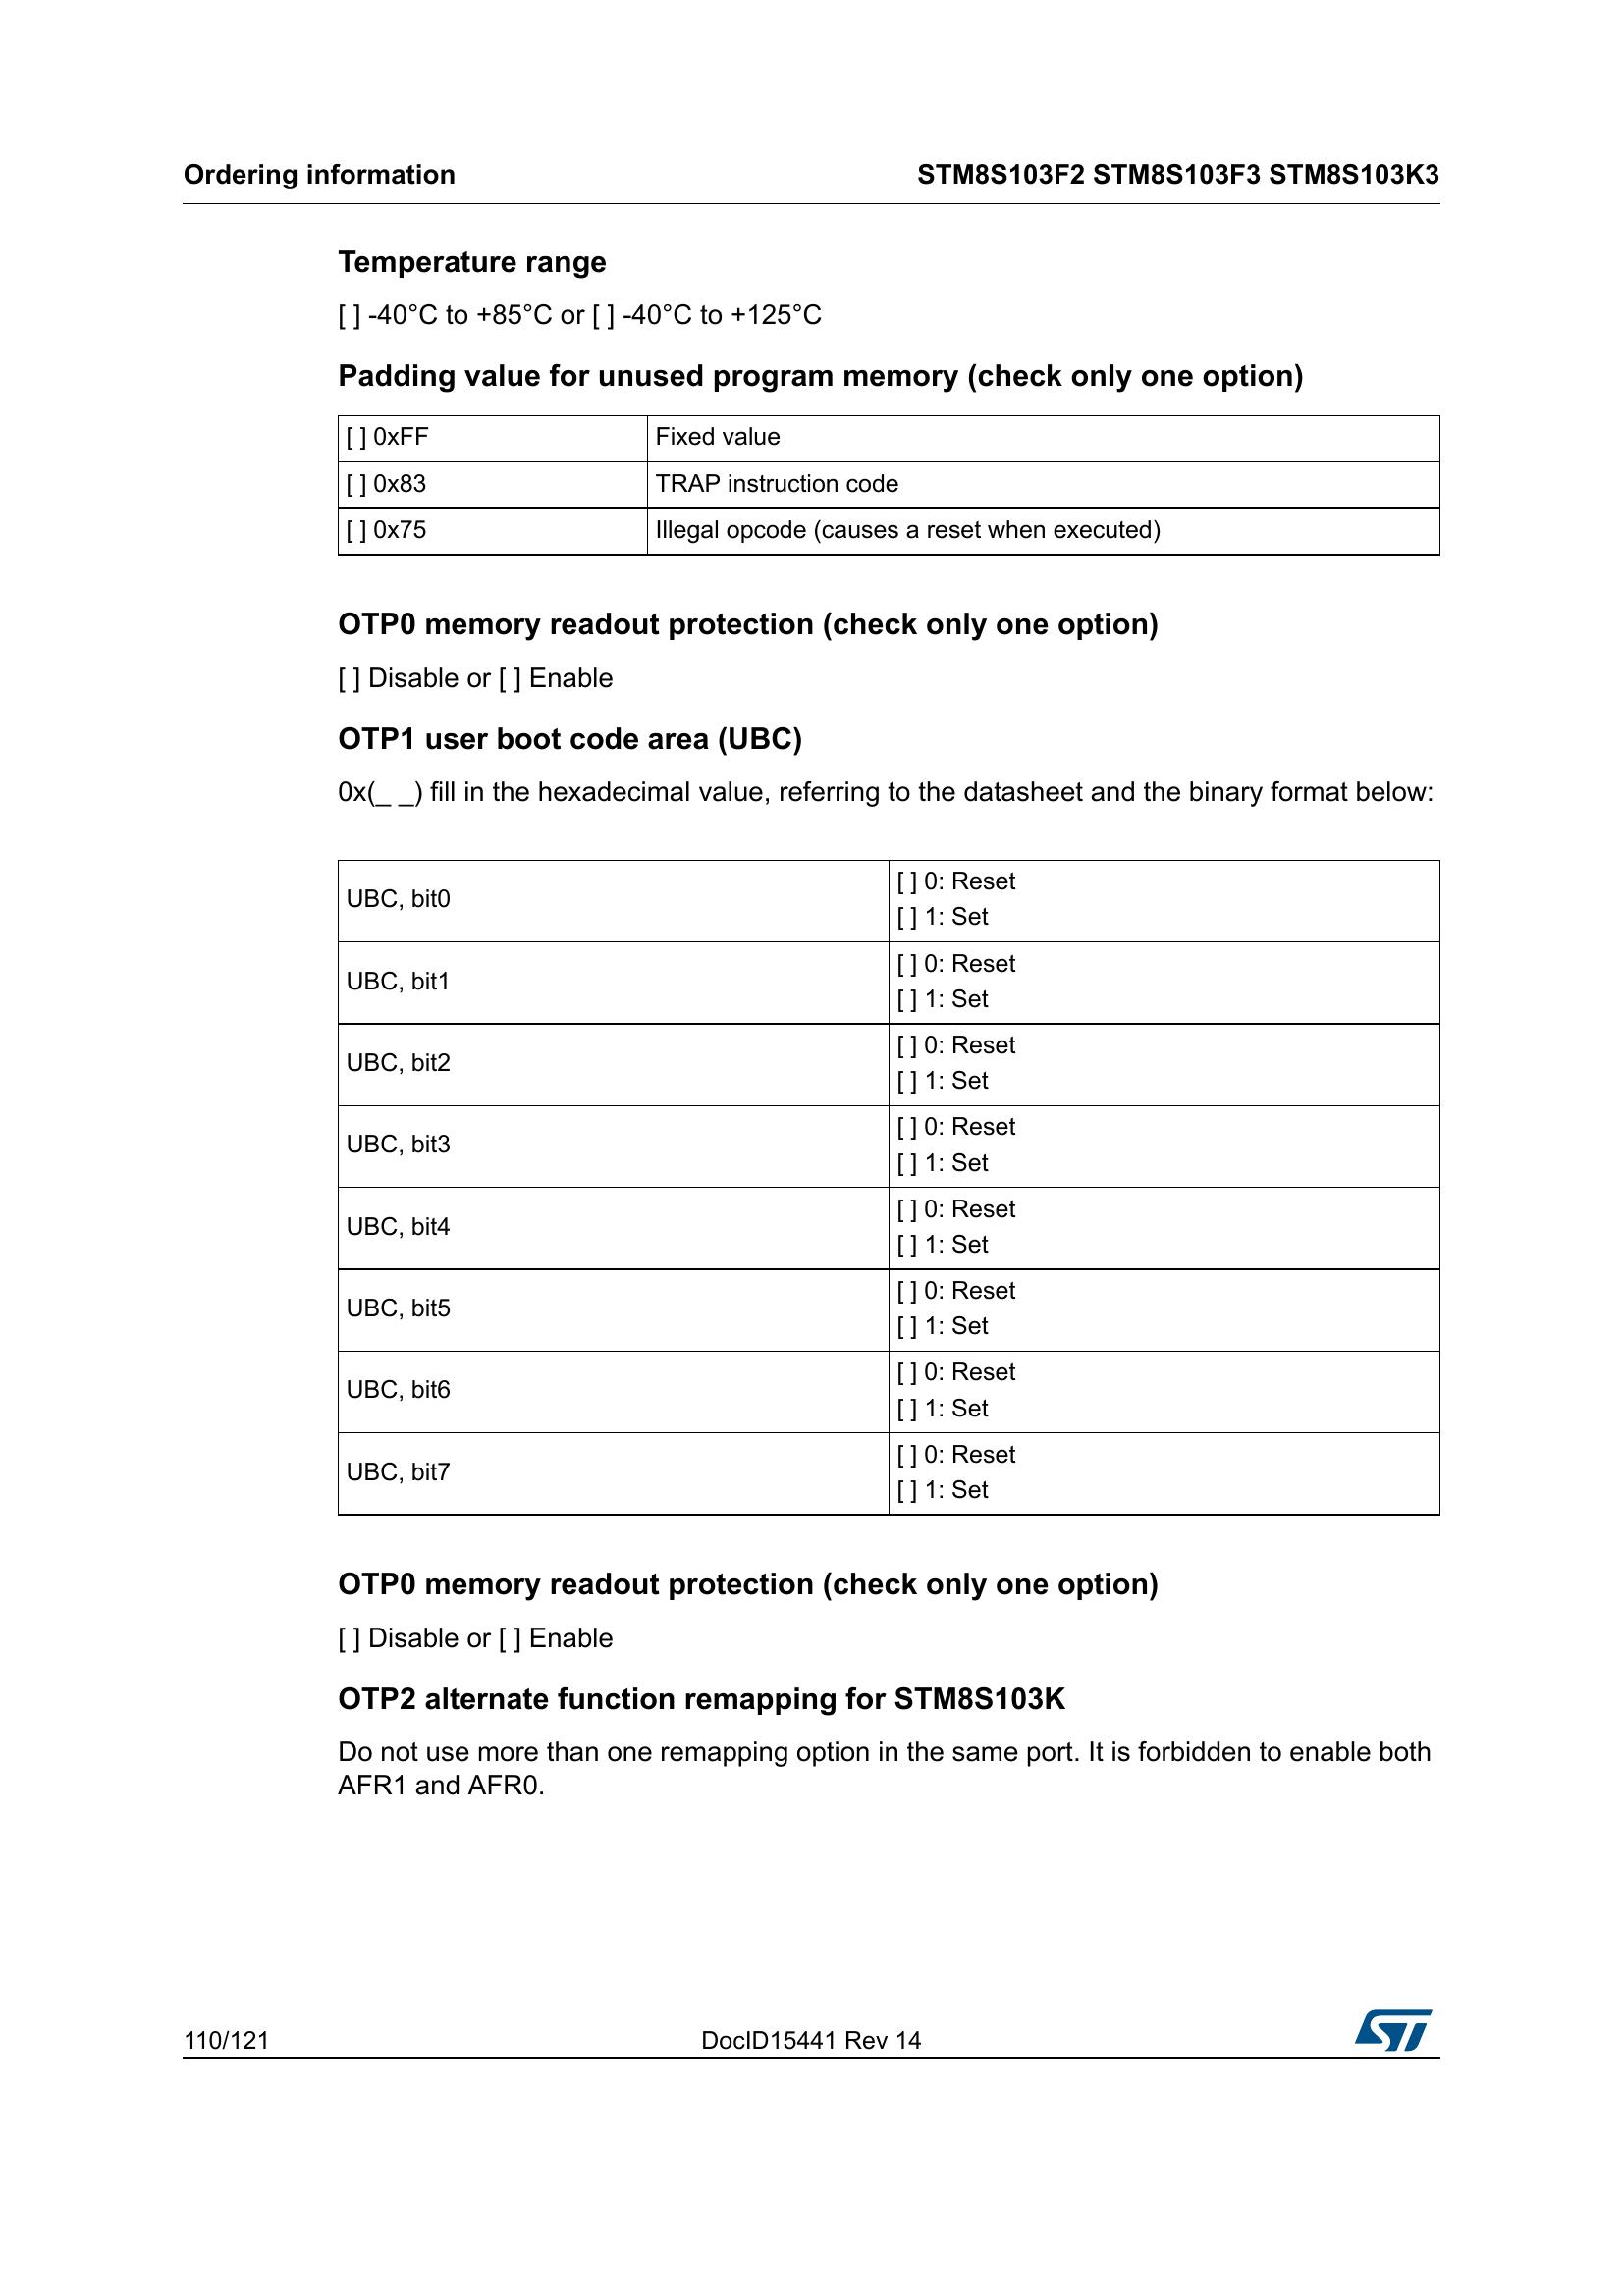 Ordering information STM8S103F2 STM8S103F3 STM8S103K3
Temperature range
[ ] -40°C to +85°C or [ ] -40°C to +125°C
Padding value for unused program memory (check only one option)
[ ] 0xFF Fixed value
[ ] 0x83 TRAP instruction code
[ ] 0x75 Illegal opcode (causes a reset when executed)
OTP0 memory readout protection (check only one option)
[ ] Disable or [ ] Enable
OTP1 user boot code area (UBC)
0x(_ _) fill in the hexadecimal value, referring to the datasheet and the binary format below:
UBC, bit0
[ ] 0: Reset
[ ] 1: Set
UBC, bit1
[ ] 0: Reset
[ ] 1: Set
UBC, bit2
[ ] 0: Reset
[ ] 1: Set
UBC, bit3
[ ] 0: Reset
[ ] 1: Set
UBC, bit4
[ ] 0: Reset
[ ] 1: Set
UBC, bit5
[ ] 0: Reset
[ ] 1: Set
UBC, bit6
[ ] 0: Reset
[ ] 1: Set
UBC, bit7
[ ] 0: Reset
[ ] 1: Set
OTP0 memory readout protection (check only one option)
[ ] Disable or [ ] Enable
OTP2 alternate function remapping for STM8S103K
Do not use more than one remapping option in the same port. It is forbidden to enable both
AFR1 and AFR0.
110/121 DocID15441 Rev 14 ST